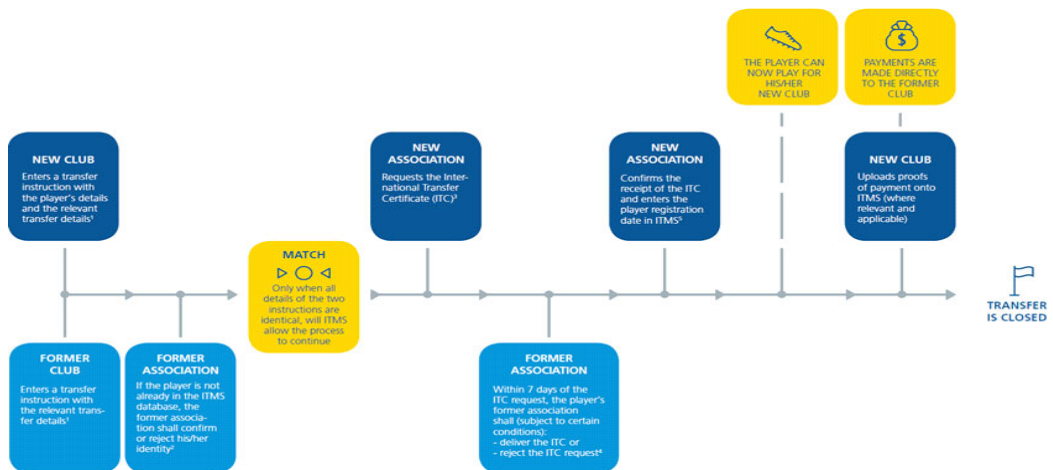 THE PLAYER CAN
NOW PLAY FOR
HIS/HER
NEW CLUB
PAYMENTS ARE
MADE DIRECTLY
TO THE FORMER
CLUB
$
NEW CLUB
Enters a transfer
instruction with
the player's details
and the relevant
transfer details¹
NEW
ASSOCIATION
Requests the Inter-
national Transfer
Certificate (ITC)³
NEW
ASSOCIATION
Confirms the
receipt of the ITC
and enters the
player registration
date in ITMS⁵
NEW CLUB
Uploads proofs
of payment onto
ITMS (where
relevant and
applicable)
MATCH
Only when all
details of the two
instructions are
identical, will ITMS
allow the process
to continue
TRANSFER
IS CLOSED
FORMER
CLUB
Enters a transfer
instruction with
the relevant trans-
fer details¹
FORMER
ASSOCIATION
If the player is not
already in the ITMS
database, the
former associa-
tion shall confirm
or reject his/her
identity²
FORMER
ASSOCIATION
Within 7 days of the
ITC request, the player's
former association
shall (subject to certain
conditions):
- deliver the ITC or
- reject the ITC request⁴